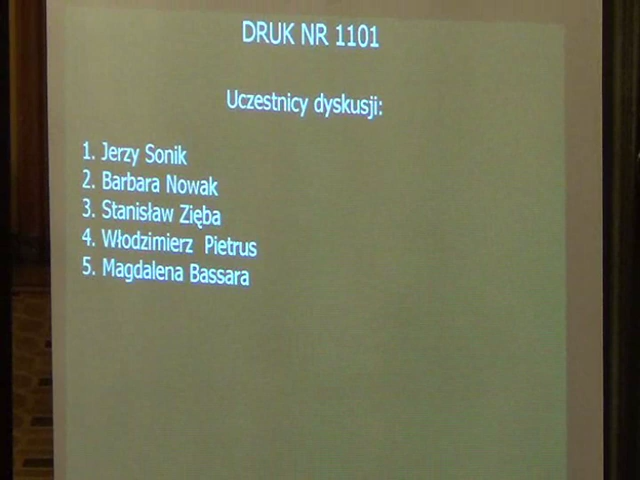 DRUK NR 1101
Uczestnicy dyskusji:
1. Jerzy Sonik
2. Barbara Nowak
3. Stanisław Zięba
4. Włodzimierz Pietrus
5. Magdalena Bassara